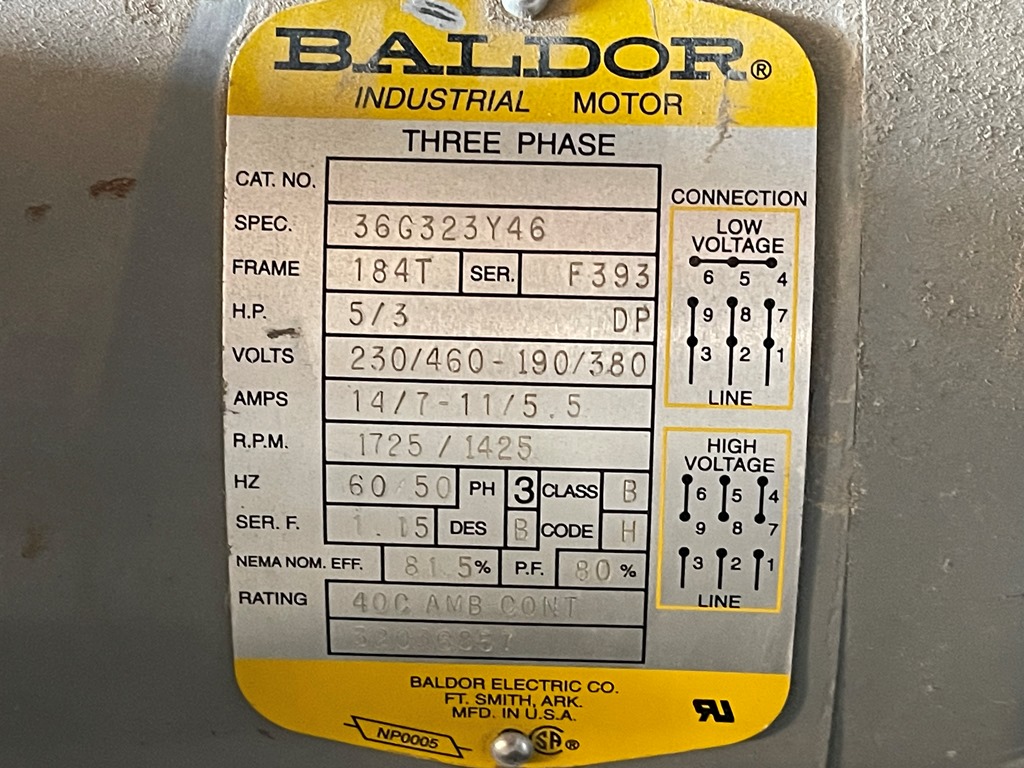 BALDOR®
INDUSTRIAL MOTOR
THREE PHASE
CAT. NO.
SPEC. 36G323Y46
FRAME 184T SER. F393
H.P. 5/3 DP
VOLTS 230/460-190/380
AMPS 14/7-11/5.5
R.P.M. 1725/1425
HZ 60/50 PH 3 CLASS B
SER. F. 1.15 DES B CODE H
NEMA NOM. EFF. 81.5% P.F. 80%
RATING 40C AMB CONT
CONNECTION
LOW
VOLTAGE
6 5 4
9 8 7
3 2 1
LINE
HIGH
VOLTAGE
6 5 4
9 8 7
3 2 1
LINE
BALDOR ELECTRIC CO.
FT. SMITH, ARK.
MFD. IN U.S.A.
NP0005
SA®